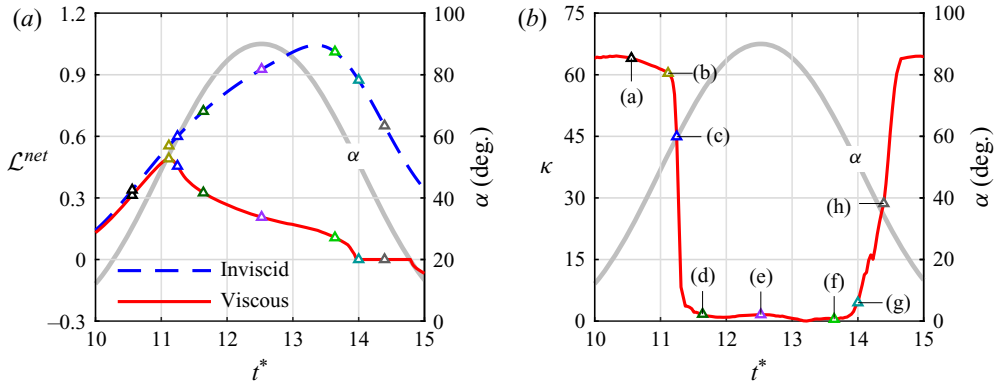 (a)
1.2
0.9
0.6
0.3
0
–0.3
ℒnet
10 11 12 13 14 15
t*
100
80
60
40
20
0
α (deg.)
α
Inviscid
Viscous
(b)
75
60
45
30
15
0
κ
10 11 12 13 14 15
t*
100
80
60
40
20
0
α (deg.)
α
(a)
(b)
(c)
(d)
(e)
(f)
(g)
(h)